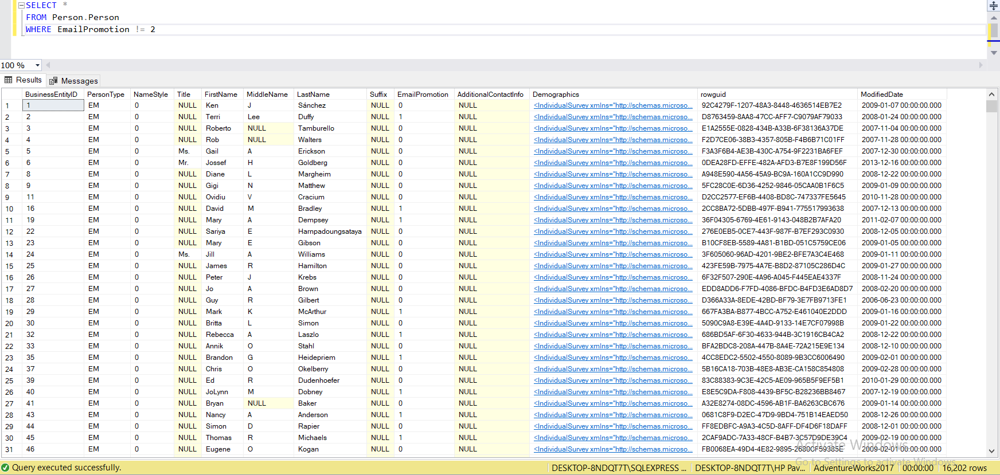 SELECT *
FROM Person.Person
WHERE EmailPromotion != 2
100 %
Results Messages
BusinessEntityID PersonType NameStyle Title FirstName MiddleName LastName Suffix EmailPromotion AdditionalContactInfo Demographics rowguid ModifiedDate
1 1 EM 0 NULL Ken J Sánchez NULL 0 NULL <IndividualSurvey xmlns="http://schemas.microso... 92C4279F-1207-48A3-8448-4636514EB7E2 2009-01-07 00:00:00.000
2 2 EM 0 NULL Terri Lee Duffy NULL 1 NULL <IndividualSurvey xmlns="http://schemas.microso... D8763459-8AA8-47CC-AFF7-C9079AF79033 2008-01-24 00:00:00.000
3 3 EM 0 NULL Roberto NULL Tamburello NULL 0 NULL <IndividualSurvey xmlns="http://schemas.microso... E1A2555E-0828-434B-A33B-6F38136A37DE 2007-11-04 00:00:00.000
4 4 EM 0 NULL Rob NULL Walters NULL 0 NULL <IndividualSurvey xmlns="http://schemas.microso... F2D7CE06-38B3-4357-805B-F4B6B71C01FF 2007-11-28 00:00:00.000
5 5 EM 0 Ms. Gail A Erickson NULL 0 NULL <IndividualSurvey xmlns="http://schemas.microso... F3A3F6B4-AE3B-430C-A754-9F2231BA6FEF 2007-12-30 00:00:00.000
6 6 EM 0 Mr. Jossef H Goldberg NULL 0 NULL <IndividualSurvey xmlns="http://schemas.microso... 0DEA28FD-EFFE-482A-AFD3-B7E8F199D56F 2013-12-16 00:00:00.000
7 8 EM 0 NULL Diane L Margheim NULL 0 NULL <IndividualSurvey xmlns="http://schemas.microso... A948E590-4A56-45A9-BC9A-160A1CC9D990 2008-12-22 00:00:00.000
8 9 EM 0 NULL Gigi N Matthew NULL 0 NULL <IndividualSurvey xmlns="http://schemas.microso... 5FC28C0E-6D36-4252-9846-05CAA0B1F6C5 2009-01-09 00:00:00.000
9 11 EM 0 NULL Ovidiu V Cracium NULL 0 NULL <IndividualSurvey xmlns="http://schemas.microso... D2CC2577-EF6B-4408-BD8C-747337FE5645 2010-11-28 00:00:00.000
10 16 EM 0 NULL David M Bradley NULL 1 NULL <IndividualSurvey xmlns="http://schemas.microso... 2CC8BA72-5DBB-497F-B941-775517993638 2007-12-13 00:00:00.000
11 19 EM 0 NULL Mary A Dempsey NULL 1 NULL <IndividualSurvey xmlns="http://schemas.microso... 36F04305-6769-4E61-9143-048B2B7AFA20 2011-02-07 00:00:00.000
12 22 EM 0 NULL Sariya E Harnpadoungsataya NULL 0 NULL <IndividualSurvey xmlns="http://schemas.microso... 276E0EB5-0CE7-443F-987F-B7EF293C0930 2008-12-05 00:00:00.000
13 23 EM 0 NULL Mary E Gibson NULL 0 NULL <IndividualSurvey xmlns="http://schemas.microso... B10CF8EB-5589-4A81-B1BD-051C5759CE06 2009-01-05 00:00:00.000
14 24 EM 0 Ms. Jill A Williams NULL 0 NULL <IndividualSurvey xmlns="http://schemas.microso... 3F605060-96AD-4201-9BE2-BFE7A3C4E468 2009-01-11 00:00:00.000
15 25 EM 0 NULL James R Hamilton NULL 0 NULL <IndividualSurvey xmlns="http://schemas.microso... 423FE59B-7975-4A7E-B8D2-87105C286D4C 2009-01-27 00:00:00.000
16 26 EM 0 NULL Peter J Krebs NULL 0 NULL <IndividualSurvey xmlns="http://schemas.microso... 6F32F507-290E-4A96-A045-F445EAE4337F 2008-11-24 00:00:00.000
17 27 EM 0 NULL Jo A Brown NULL 0 NULL <IndividualSurvey xmlns="http://schemas.microso... EDD8ADD6-F7FD-4086-BFDC-B4FD3E6AD8D7 2008-02-20 00:00:00.000
18 28 EM 0 NULL Guy R Gilbert NULL 0 NULL <IndividualSurvey xmlns="http://schemas.microso... D366A33A-8EDE-42BD-BF79-3E7FB9713FE1 2006-06-23 00:00:00.000
19 29 EM 0 NULL Mark K McArthur NULL 1 NULL <IndividualSurvey xmlns="http://schemas.microso... 667FA3BA-B877-4BCC-A752-E461040E2DDD 2009-01-16 00:00:00.000
20 30 EM 0 NULL Britta L Simon NULL 0 NULL <IndividualSurvey xmlns="http://schemas.microso... 5090C9A8-E39E-4A4D-9133-14E7CF07998B 2009-01-22 00:00:00.000
21 32 EM 0 NULL Rebecca A Laszlo NULL 1 NULL <IndividualSurvey xmlns="http://schemas.microso... 686BD5AF-6F30-4633-944B-3C1916CB4CA2 2008-12-22 00:00:00.000
22 33 EM 0 NULL Annik O Stahl NULL 0 NULL <IndividualSurvey xmlns="http://schemas.microso... BFA2BDC8-208A-447B-8A4E-72A215E9E134 2008-12-10 00:00:00.000
23 35 EM 0 NULL Brandon G Heidepriem NULL 1 NULL <IndividualSurvey xmlns="http://schemas.microso... 4CC8EDC2-5502-4550-8089-9B3CC6006490 2009-02-01 00:00:00.000
24 37 EM 0 NULL Chris O Okelberry NULL 0 NULL <IndividualSurvey xmlns="http://schemas.microso... 5B16CA18-703B-48E8-AB3E-CA158C854808 2009-02-28 00:00:00.000
25 39 EM 0 NULL Ed R Dudenhoefer NULL 0 NULL <IndividualSurvey xmlns="http://schemas.microso... 83C88383-9C3E-42C5-AE09-965B5F9EF5B1 2010-01-29 00:00:00.000
26 40 EM 0 NULL JoLynn M Dobney NULL 1 NULL <IndividualSurvey xmlns="http://schemas.microso... E8E5C9DA-F808-4439-BF5C-B28236BB8467 2007-12-19 00:00:00.000
27 41 EM 0 NULL Bryan NULL Baker NULL 0 NULL <IndividualSurvey xmlns="http://schemas.microso... A32E8274-08DC-4596-AB1F-BA6263CBC676 2009-01-14 00:00:00.000
28 43 EM 0 NULL Nancy A Anderson NULL 1 NULL <IndividualSurvey xmlns="http://schemas.microso... 0681C8F9-D2EC-47D9-9BD4-751B14EAED50 2008-12-26 00:00:00.000
29 44 EM 0 NULL Simon D Rapier NULL 0 NULL <IndividualSurvey xmlns="http://schemas.microso... FF8EDBFC-A9A3-4C5D-8AFF-DF4D6F18DAFF 2008-12-01 00:00:00.000
30 45 EM 0 NULL Thomas R Michaels NULL 1 NULL <IndividualSurvey xmlns="http://schemas.microso... 2CAF9ADC-7A33-48CF-B4B7-3C57D9DE39C4 2009-02-19 00:00:00.000
31 46 EM 0 NULL Eugene O Kogan NULL 0 NULL <IndividualSurvey xmlns="http://schemas.microso... FB0068EA-49D4-4E82-9895-2680CF59385E 2009-02-01 00:00:00.000
Activate Windows
Go to Settings to activate Windows.
Query executed successfully. DESKTOP-8NDQT7T\SQLEXPRESS ... DESKTOP-8NDQT7T\HP Pav... AdventureWorks2017 00:00:00 16,202 rows